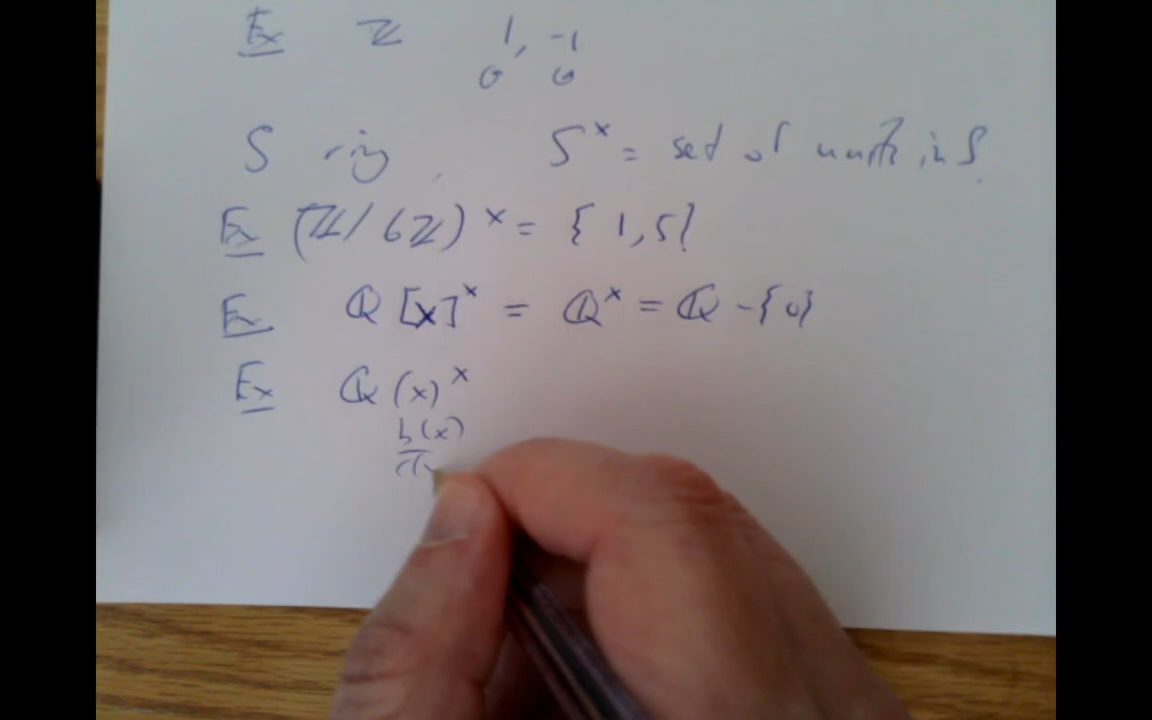 Ex ℤ 1, -1
S ring, S^x = set of units in S.
Ex (ℤ/6ℤ)^x = {1,5}
Ex ℚ[x]^x = ℚ^x = ℚ - {0}
Ex ℚ(x)^x
b(x)